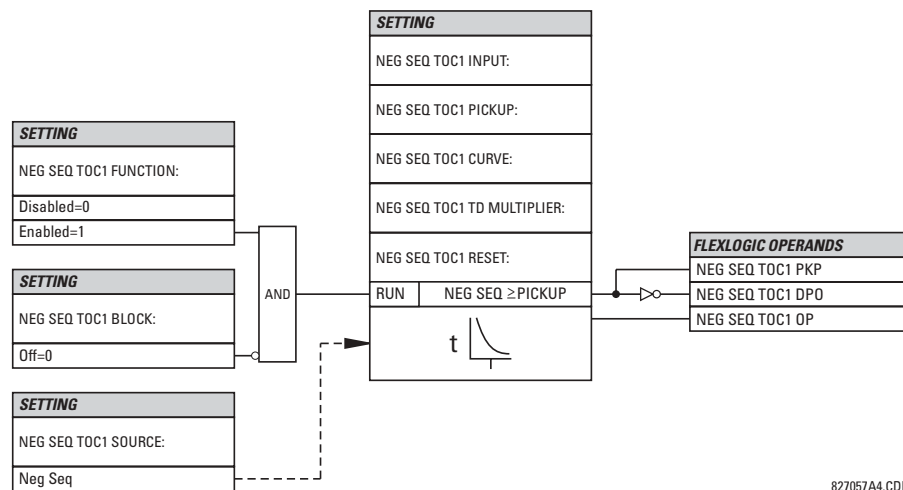 SETTING
NEG SEQ TOC1 FUNCTION:
Disabled=0
Enabled=1
SETTING
NEG SEQ TOC1 BLOCK:
Off=0
SETTING
NEG SEQ TOC1 SOURCE:
Neg Seq
AND
SETTING
NEG SEQ TOC1 INPUT:
NEG SEQ TOC1 PICKUP:
NEG SEQ TOC1 CURVE:
NEG SEQ TOC1 TD MULTIPLIER:
NEG SEQ TOC1 RESET:
RUN NEG SEQ ≥PICKUP
t
FLEXLOGIC OPERANDS
NEG SEQ TOC1 PKP
NEG SEQ TOC1 DPO
NEG SEQ TOC1 OP